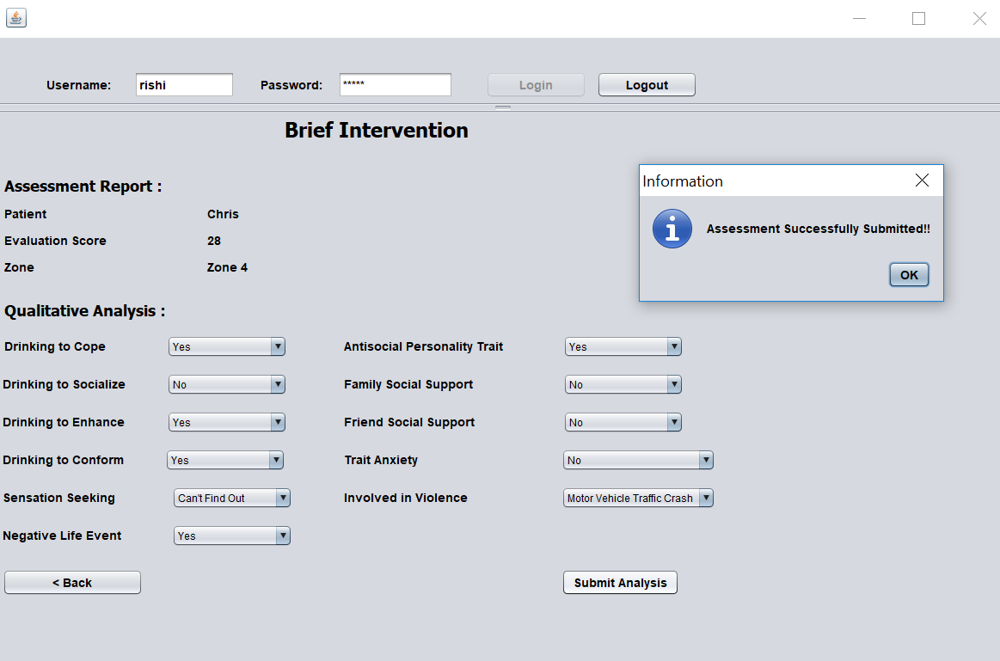 Username: rishi Password: ***** Login Logout
Brief Intervention
Assessment Report :
Patient Chris
Evaluation Score 28
Zone Zone 4
Information
Assessment Successfully Submitted!!
OK
Qualitative Analysis :
Drinking to Cope Yes Antisocial Personality Trait Yes
Drinking to Socialize No Family Social Support No
Drinking to Enhance Yes Friend Social Support No
Drinking to Conform Yes Trait Anxiety No
Sensation Seeking Can't Find Out Involved in Violence Motor Vehicle Traffic Crash
Negative Life Event Yes
< Back Submit Analysis